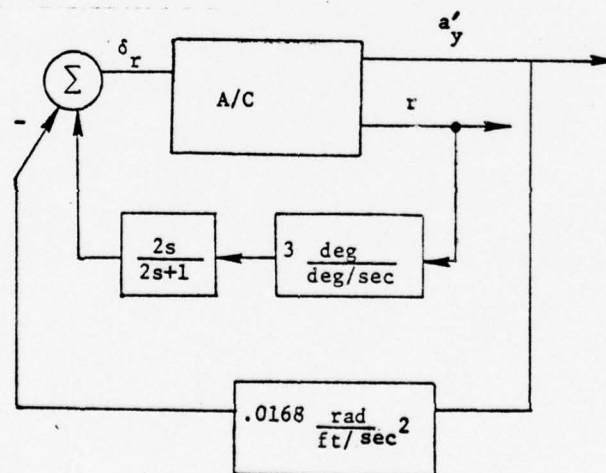 a′y
δr
Σ
A/C
r
-
2s
2s+1
3 deg
deg/sec
.0168 rad
ft/sec2